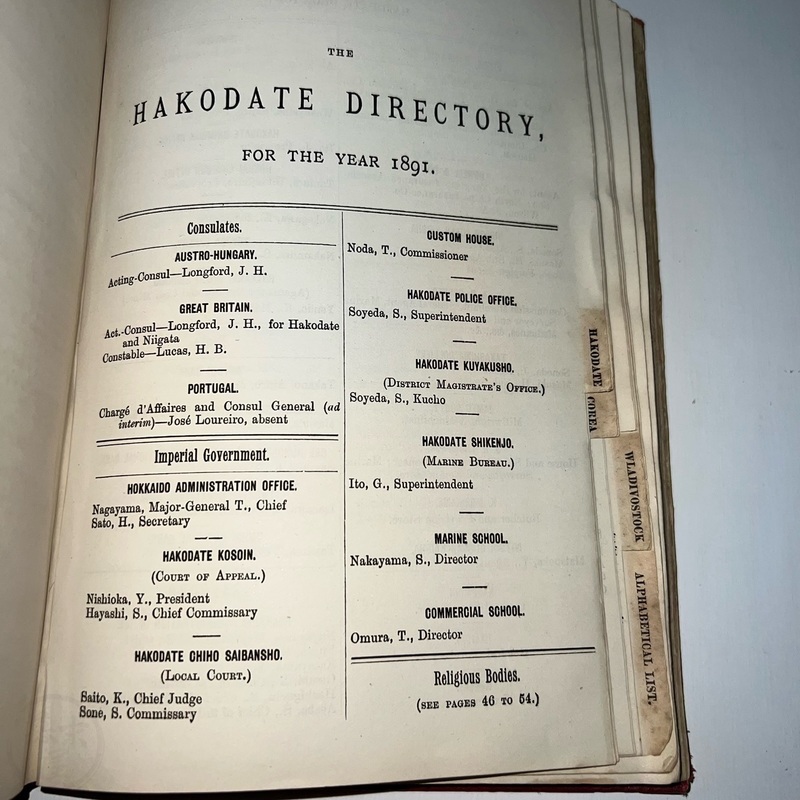 THE
HAKODATE DIRECTORY,
FOR THE YEAR 1891.
Consulates.
AUSTRO-HUNGARY.
Acting-Consul—Longford, J. H.
GREAT BRITAIN.
Act.-Consul—Longford, J. H., for Hakodate
and Niigata
Constable—Lucas, H. B.
PORTUGAL.
Chargé d'Affaires and Consul General (ad
interim)—José Loureiro, absent
Imperial Government.
HOKKAIDO ADMINISTRATION OFFICE.
Nagayama, Major-General T., Chief
Sato, H., Secretary
HAKODATE KOSOIN.
(COURT OF APPEAL.)
Nishioka, Y., President
Hayashi, S., Chief Commissary
HAKODATE CHIHO SAIBANSHO.
(LOCAL COURT.)
Saito, K., Chief Judge
Sone, S. Commissary
CUSTOM HOUSE.
Noda, T., Commissioner
HAKODATE POLICE OFFICE.
Soyeda, S., Superintendent
HAKODATE KUYAKUSHO.
(DISTRICT MAGISTRATE'S OFFICE.)
Soyeda, S., Kucho
HAKODATE SHIKENJO.
(MARINE BUREAU.)
Ito, G., Superintendent
MARINE SCHOOL.
Nakayama, S., Director
COMMERCIAL SCHOOL.
Omura, T., Director
Religious Bodies.
(SEE PAGES 46 TO 54.)
HAKODATE
COREA
WLADIVOSTOCK
ALPHABETICAL LIST.